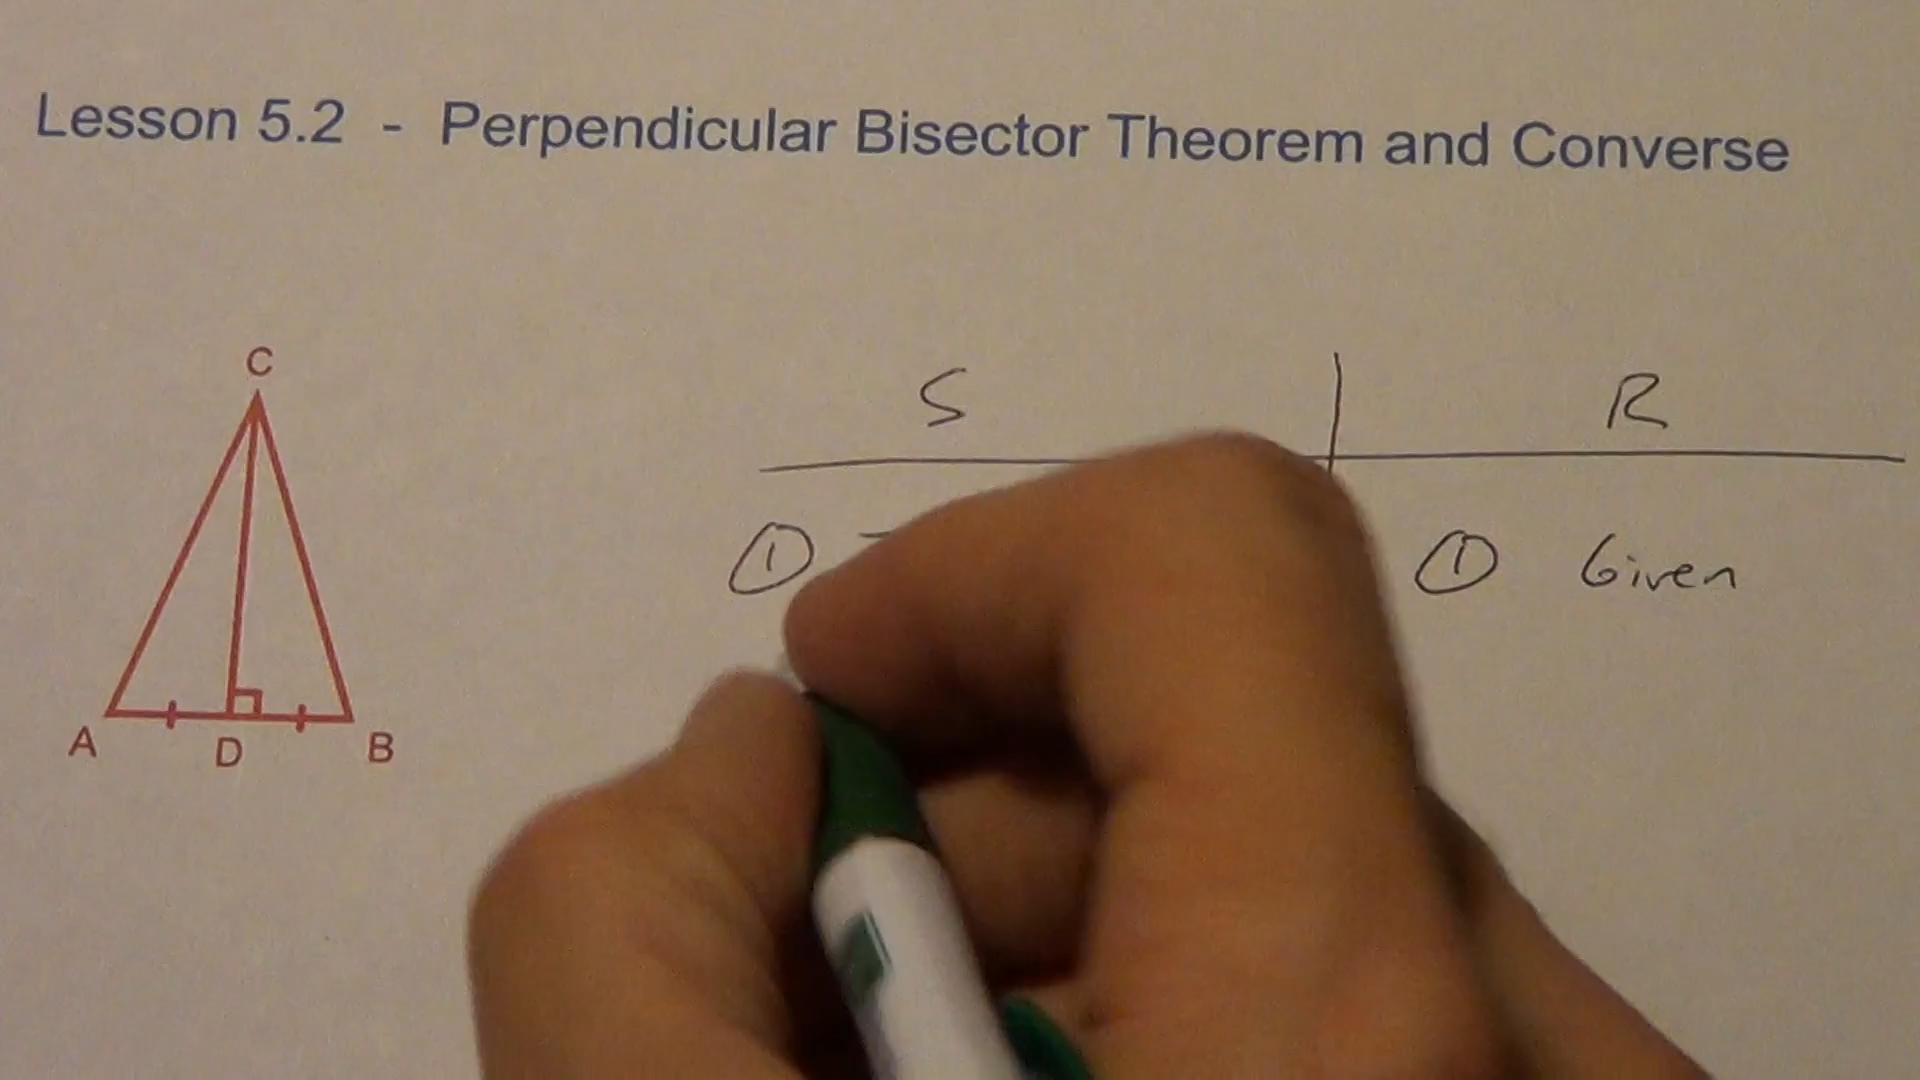 Lesson 5.2 - Perpendicular Bisector Theorem and Converse
C
S R
① ① Given
A D B